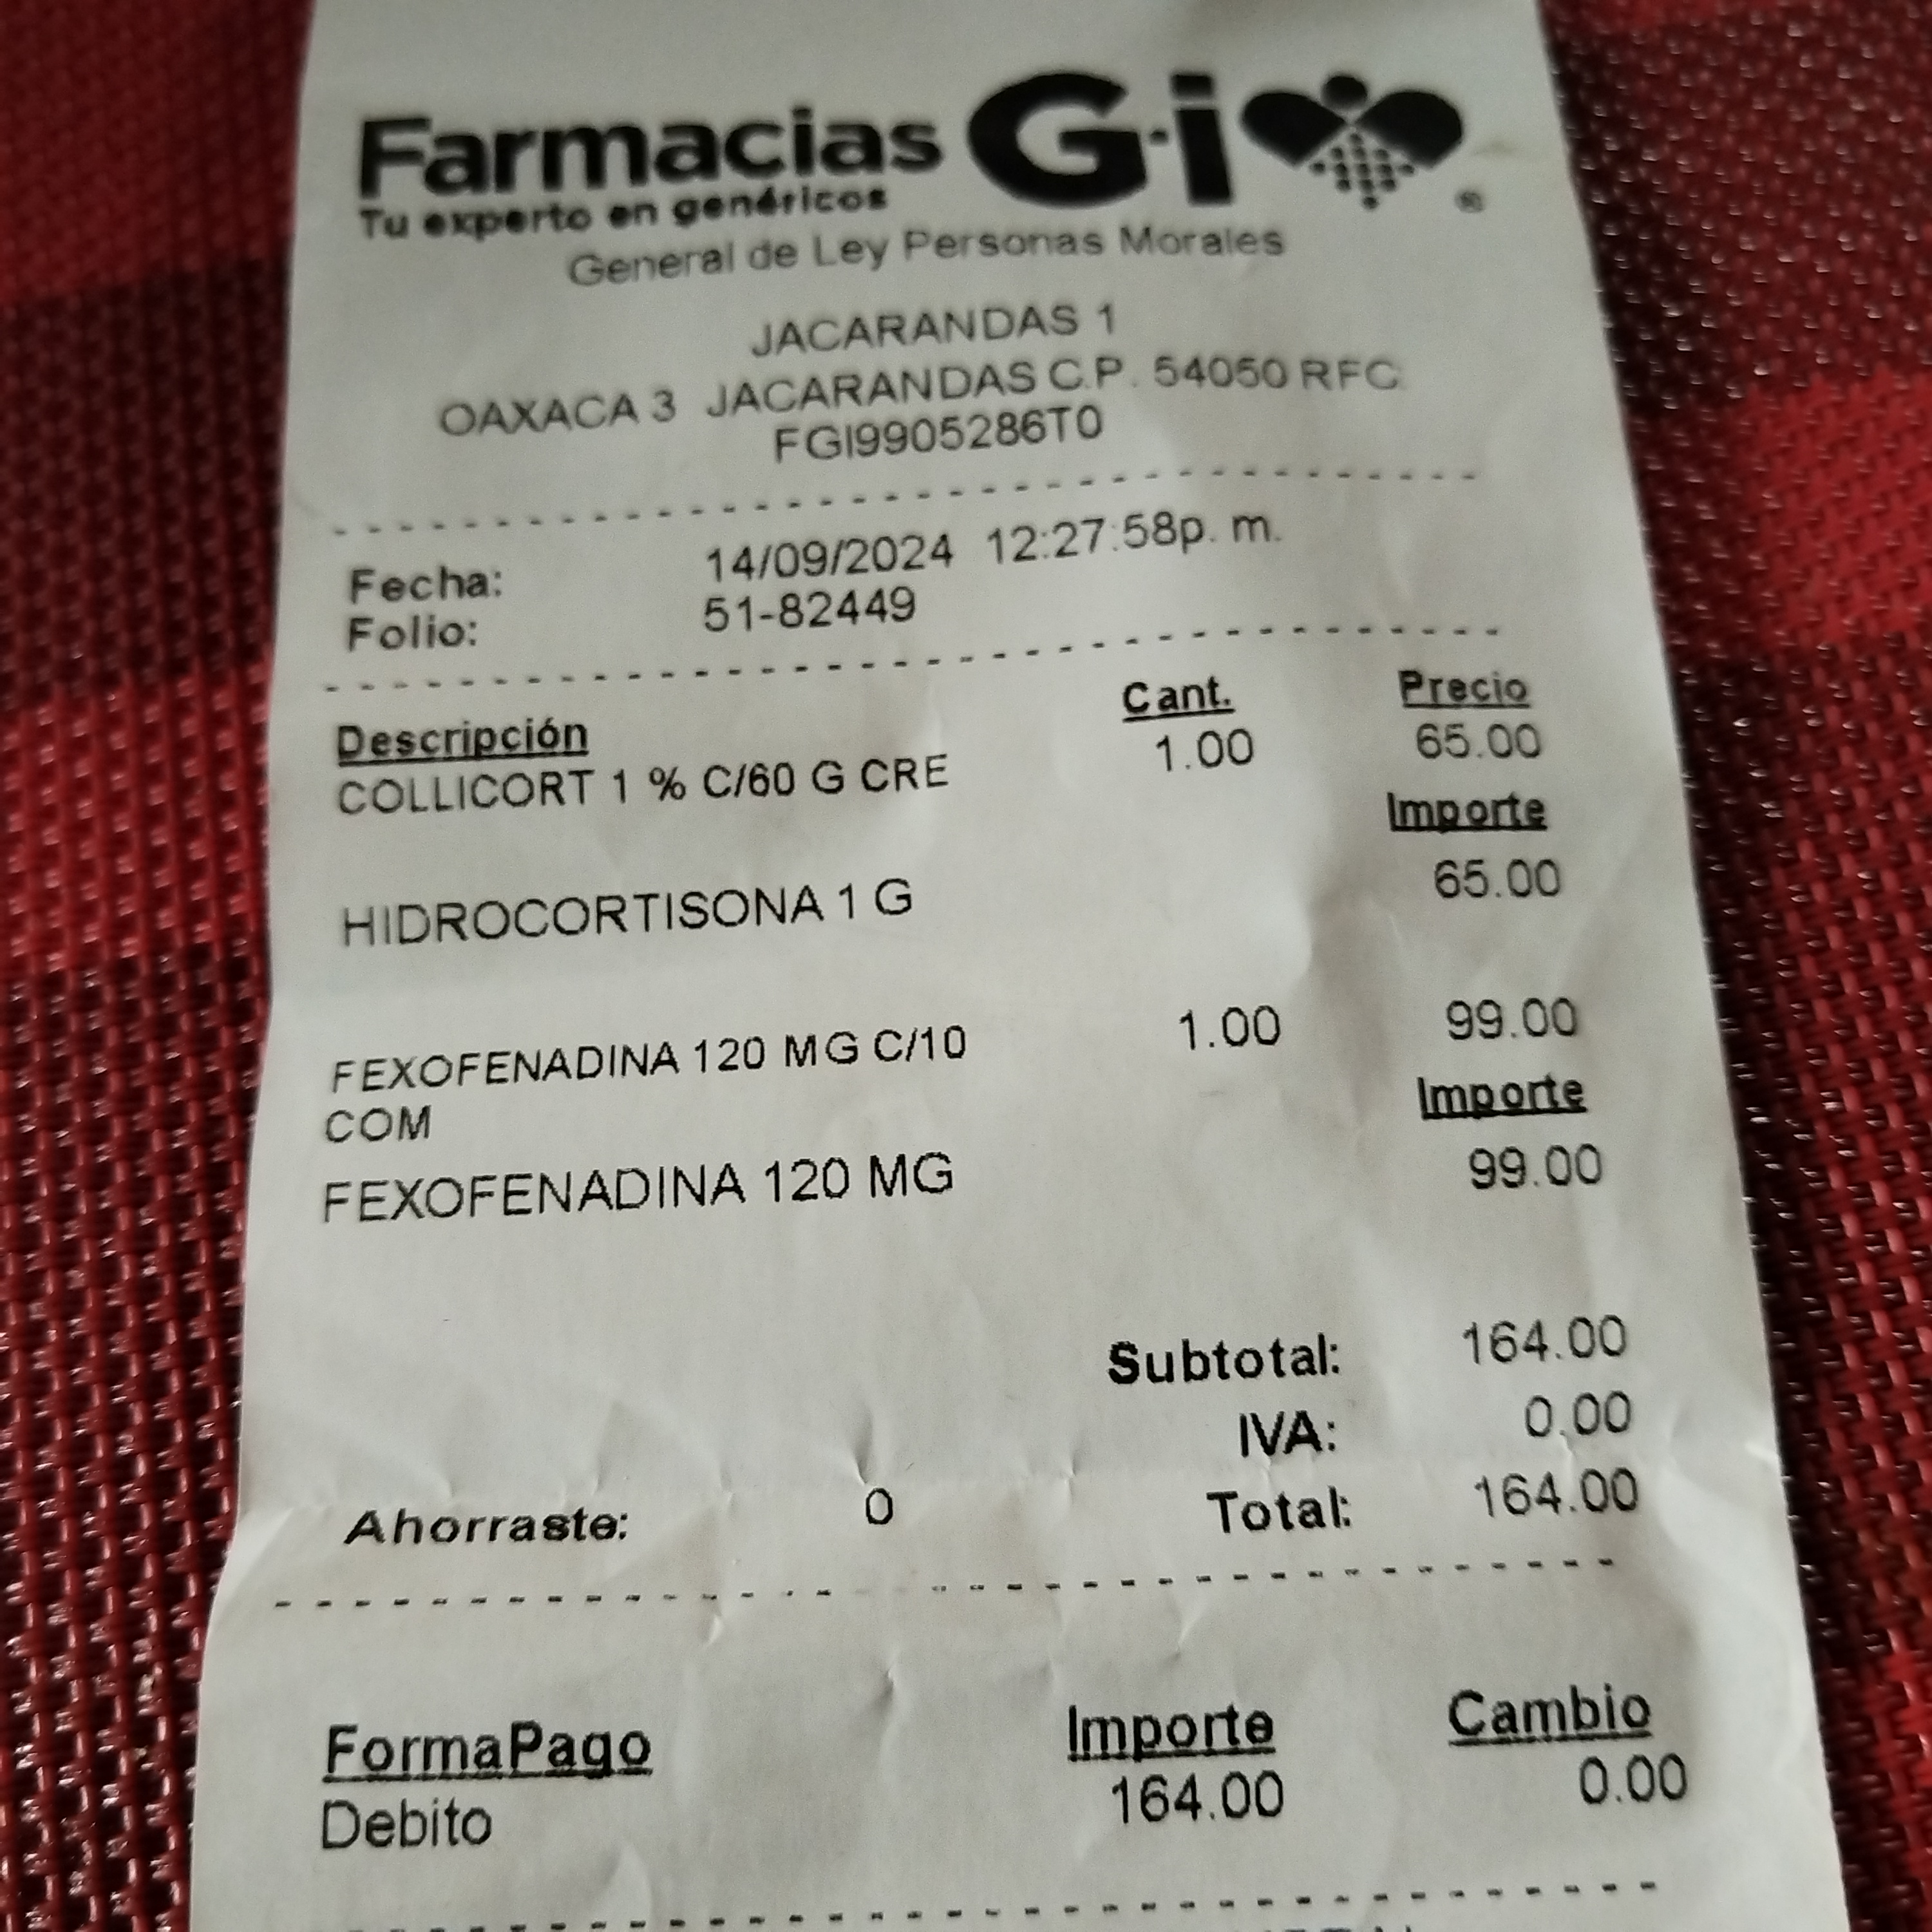 Farmacias G·i
Tu experto en genéricos
General de Ley Personas Morales
JACARANDAS 1
OAXACA 3 JACARANDAS C.P. 54050 RFC
FGI9905286T0
Fecha: 14/09/2024 12:27:58p. m.
Folio: 51-82449
Descripción Cant. Precio
COLLICORT 1 % C/60 G CRE 1.00 65.00
Importe
HIDROCORTISONA 1 G 65.00
FEXOFENADINA 120 MG C/10 1.00 99.00
COM Importe
FEXOFENADINA 120 MG 99.00
Subtotal: 164.00
IVA: 0.00
Ahorraste: 0 Total: 164.00
FormaPago Importe Cambio
Debito 164.00 0.00